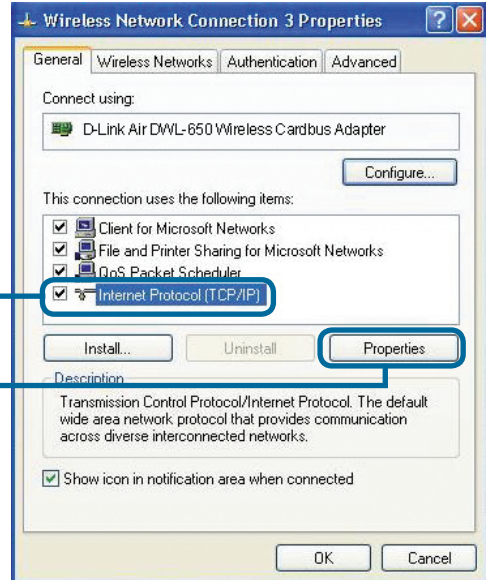 Wireless Network Connection 3 Properties
General Wireless Networks Authentication Advanced
Connect using:
D-Link Air DWL-650 Wireless Cardbus Adapter
Configure...
This connection uses the following items:
Client for Microsoft Networks
File and Printer Sharing for Microsoft Networks
QoS Packet Scheduler
Internet Protocol (TCP/IP)
Install... Uninstall Properties
Description
Transmission Control Protocol/Internet Protocol. The default
wide area network protocol that provides communication
across diverse interconnected networks.
Show icon in notification area when connected
OK Cancel